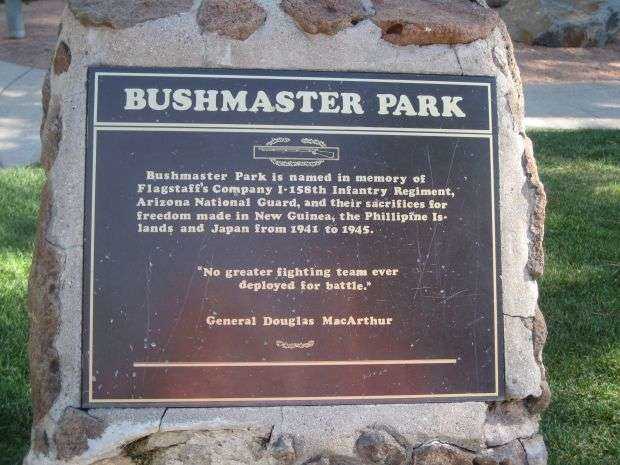 BUSHMASTER PARK
Bushmaster Park is named in memory of
Flagstaff's Company I-158th Infantry Regiment,
Arizona National Guard, and their sacrifices for
freedom made in New Guinea, the Phillipine Is-
lands and Japan from 1941 to 1945.
"No greater fighting team ever
deployed for battle."
General Douglas MacArthur